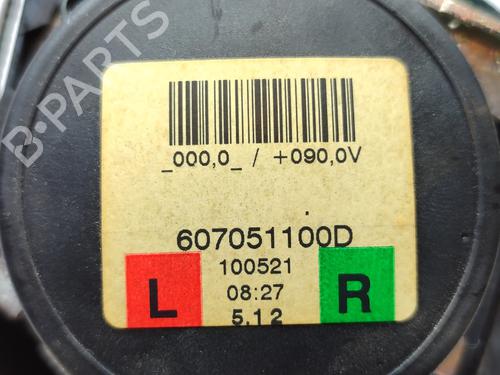 B-PARTS
_000,0_ / +090,0V
607051100D
100521
L
08:27
R
5.12